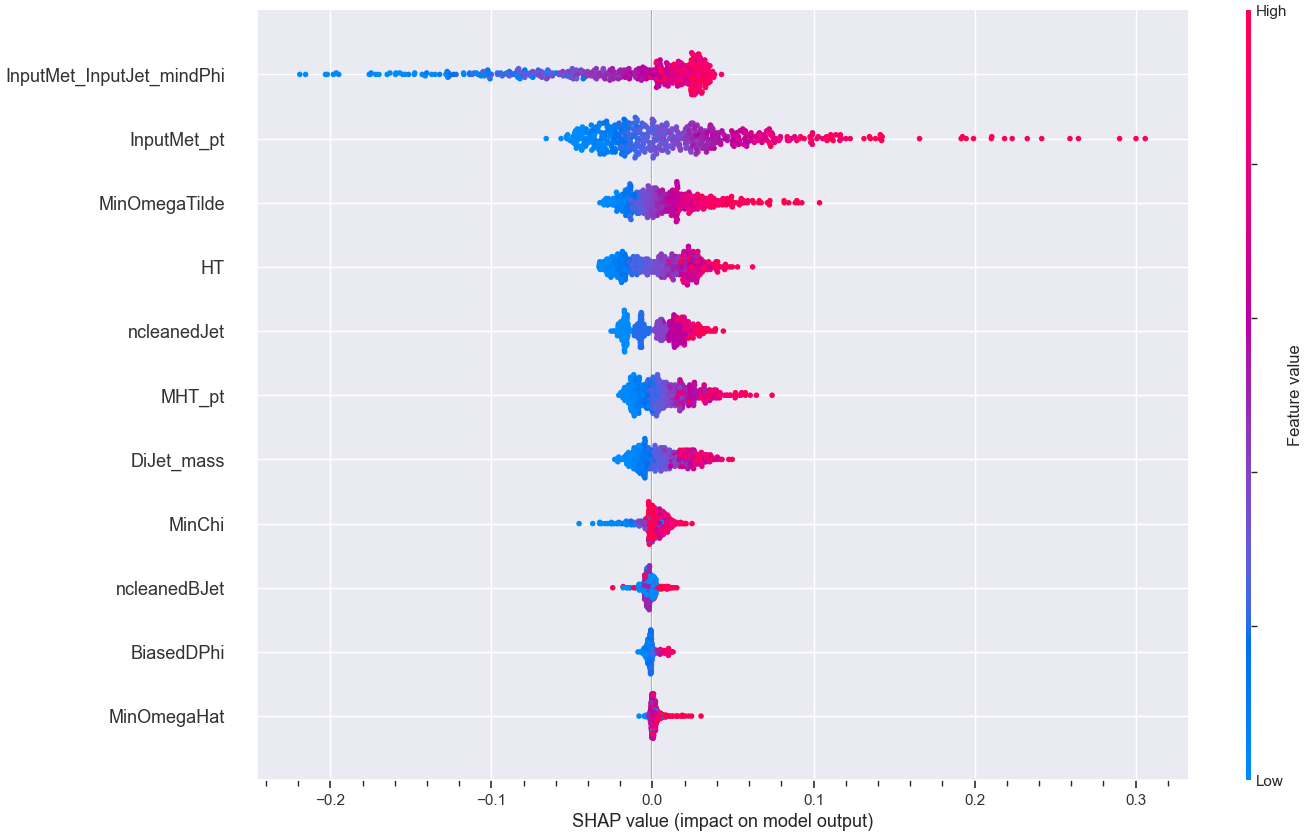 High
InputMet_InputJet_mindPhi
InputMet_pt
MinOmegaTilde
HT
ncleanedJet
MHT_pt
DiJet_mass
MinChi
ncleanedBJet
BiasedDPhi
MinOmegaHat
Feature value
Low
−0.2 −0.1 0.0 0.1 0.2 0.3
SHAP value (impact on model output)